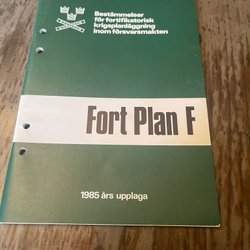 Bestämmelser
för fortifikatorisk
krigsplanläggning
inom försvarsmakten
Fort Plan F
1985 års upplaga